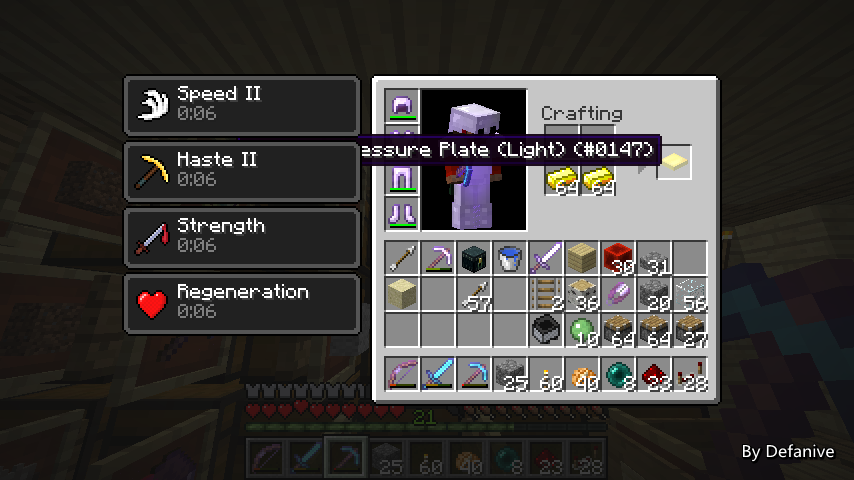 Speed II
0:06
Haste II
0:06
Strength
0:06
Regeneration
0:06
Crafting
essure Plate (Light) (#0147)
64 64
30 31
57 2 36 20 56
10 64 64 27
25 60 40 8 23 28
21
25 60 40 8 23 28
By Defanive